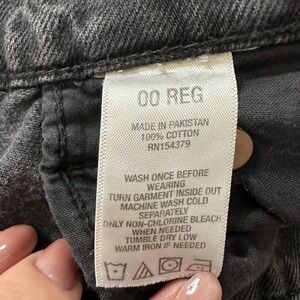 00 REG
MADE IN PAKISTAN
100% COTTON
RN154379
WASH ONCE BEFORE
WEARING
TURN GARMENT INSIDE OUT
MACHINE WASH COLD
SEPARATELY
ONLY NON-CHLORINE BLEACH
WHEN NEEDED
TUMBLE DRY LOW
WARM IRON IF NEEDED